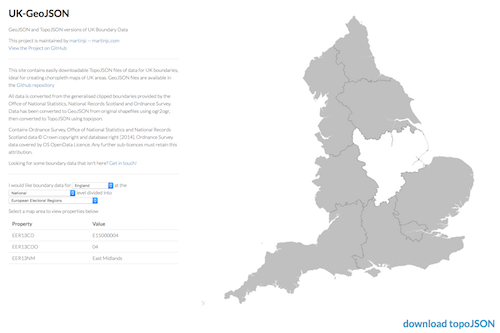 UK-GeoJSON
GeoJSON and TopoJSON versions of UK Boundary Data
This project is maintained by martinjc — martinjc.com
View the Project on GitHub
This site contains easily downloadable TopoJSON files of data for UK boundaries,
ideal for creating choropleth maps of UK areas. GeoJSON files are available in
the Github repository.
All data is converted from the generalised clipped boundaries provided by the
Office of National Statistics, National Records Scotland and Ordnance Survey.
Data has been converted to GeoJSON from original shapefiles using ogr2ogr,
then converted to TopoJSON using topojson.
Contains Ordnance Survey, Office of National Statistics and National Records
Scotland data © Crown copyright and database right [2014]. Ordnance Survey
data covered by OS OpenData Licence. Any further sub-licences must retain this
attribution.
Looking for some boundary data that isn't here? Get in touch!
I would like boundary data for England at the
National level divided into
European Electoral Regions
Select a map area to view properties below
Property Value
EER13CD E15000004
EER13CDO 04
EER13NM East Midlands
download topoJSON